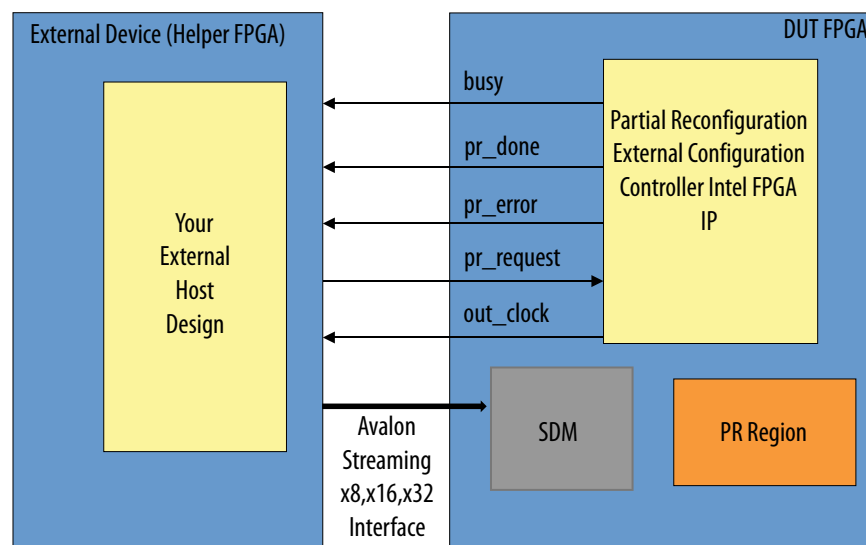 External Device (Helper FPGA)
DUT FPGA
Your
External
Host
Design
busy
pr_done
pr_error
pr_request
out_clock
Partial Reconfiguration
External Configuration
Controller Intel FPGA
IP
Avalon
Streaming
x8,x16,x32
Interface
SDM
PR Region